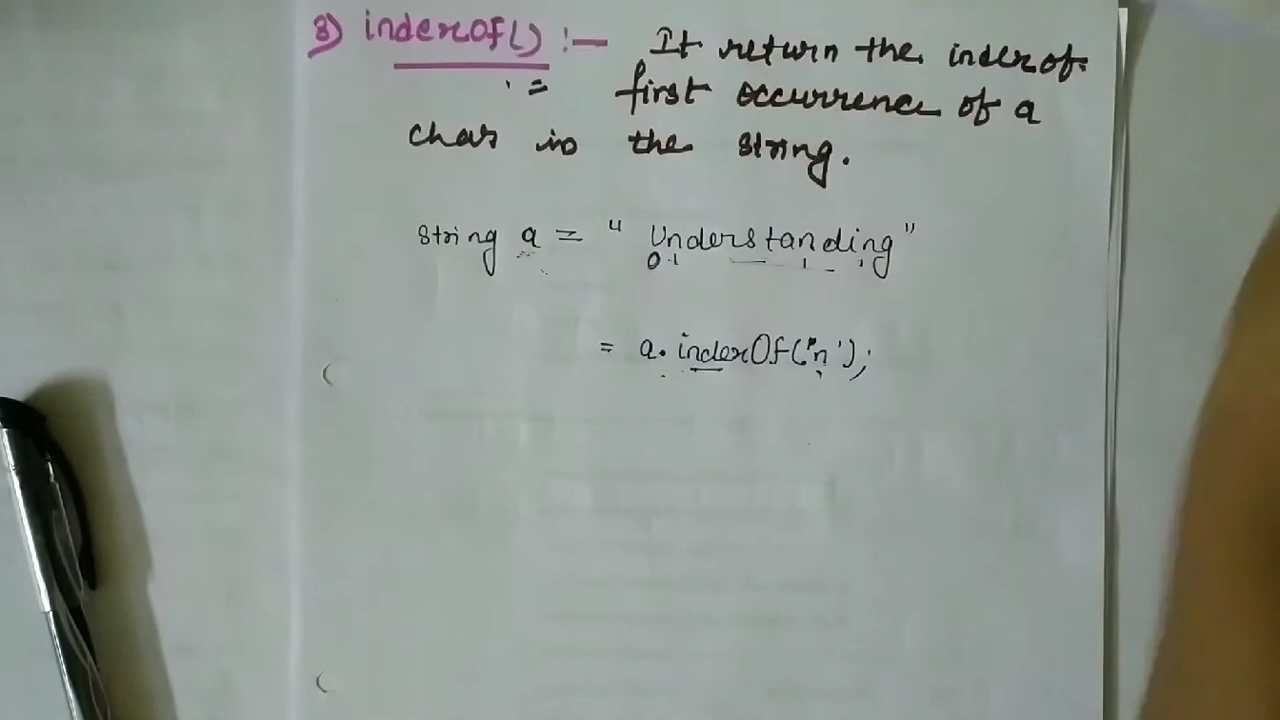 8) indexof() :- It return the index of
first occurrence of a
char in the string.
String a = "Understanding"
0 1
= a.indexOf('n');